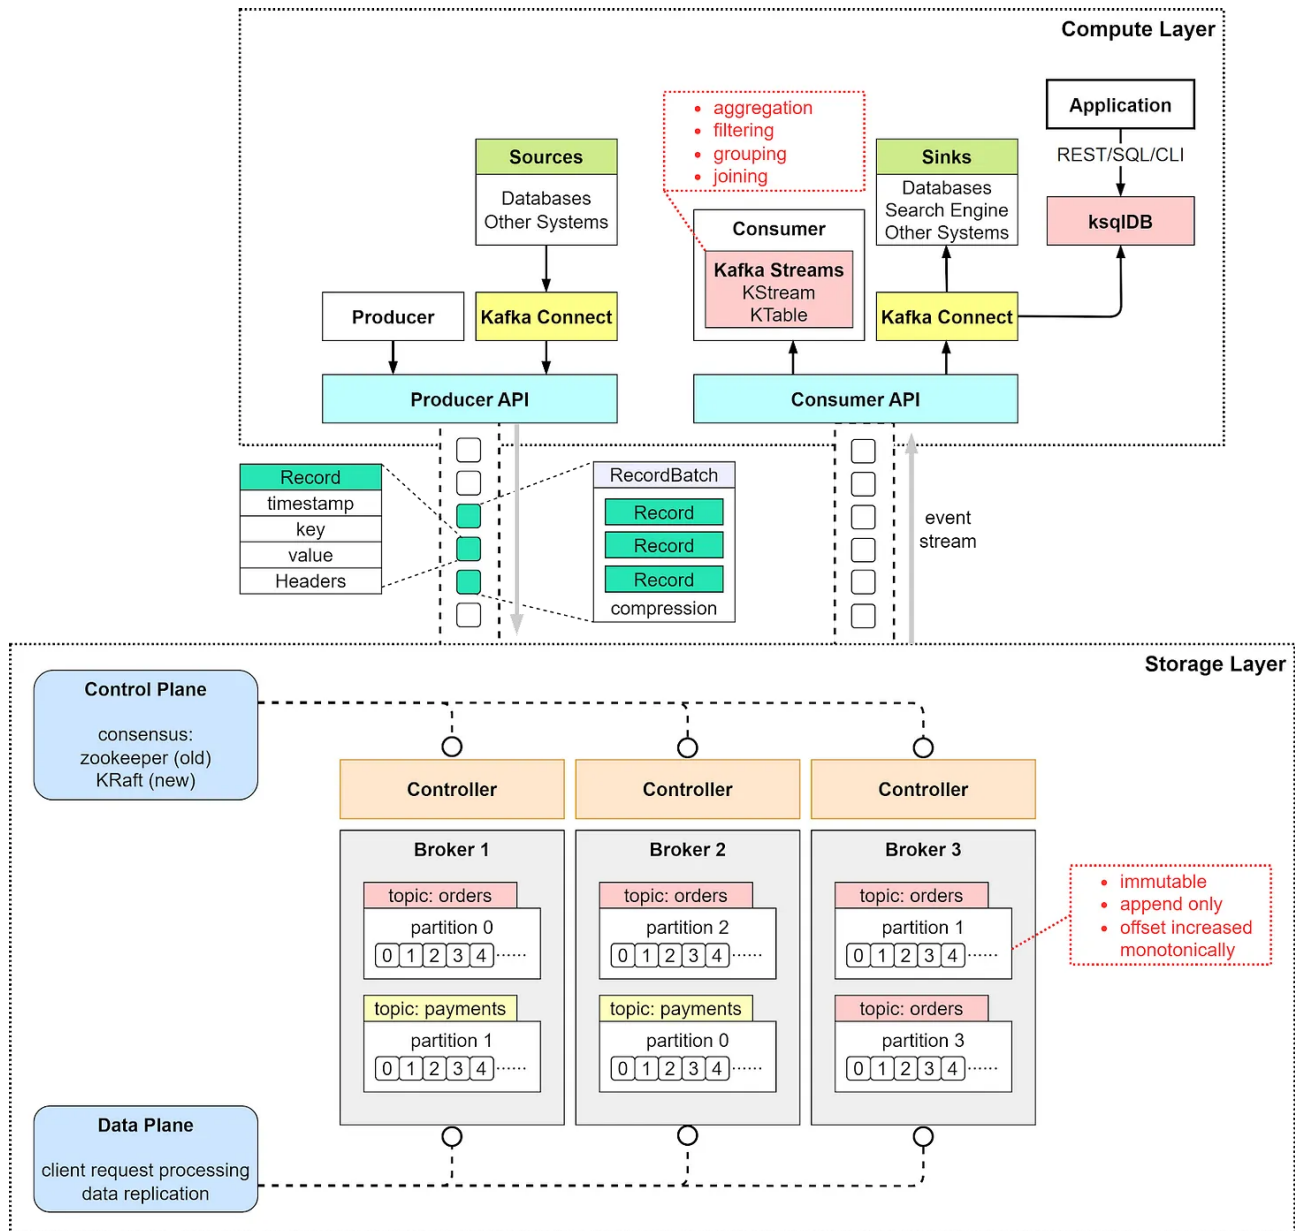 Compute Layer
Application
REST/SQL/CLI
ksqlDB
aggregation
filtering
grouping
joining
Sources
Databases
Other Systems
Sinks
Databases
Search Engine
Other Systems
Consumer
Kafka Streams
KStream
KTable
Producer
Kafka Connect
Kafka Connect
Producer API
Consumer API
Record
timestamp
key
value
Headers
RecordBatch
Record
Record
Record
compression
event
stream
Storage Layer
Control Plane
consensus:
zookeeper (old)
KRaft (new)
Controller
Controller
Controller
Broker 1
topic: orders
partition 0
0 1 2 3 4 ......
topic: payments
partition 1
0 1 2 3 4 ......
Broker 2
topic: orders
partition 2
0 1 2 3 4 ......
topic: payments
partition 0
0 1 2 3 4 ......
Broker 3
topic: orders
partition 1
0 1 2 3 4 ......
topic: orders
partition 3
0 1 2 3 4 ......
immutable
append only
offset increased
monotonically
Data Plane
client request processing
data replication